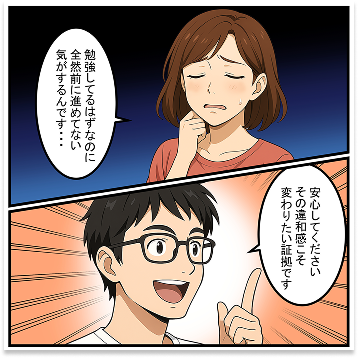 勉強してるはずなのに
全然前に進めてない
気がするんです・・・
安心してください
その違和感こそ
変わりたい証拠です